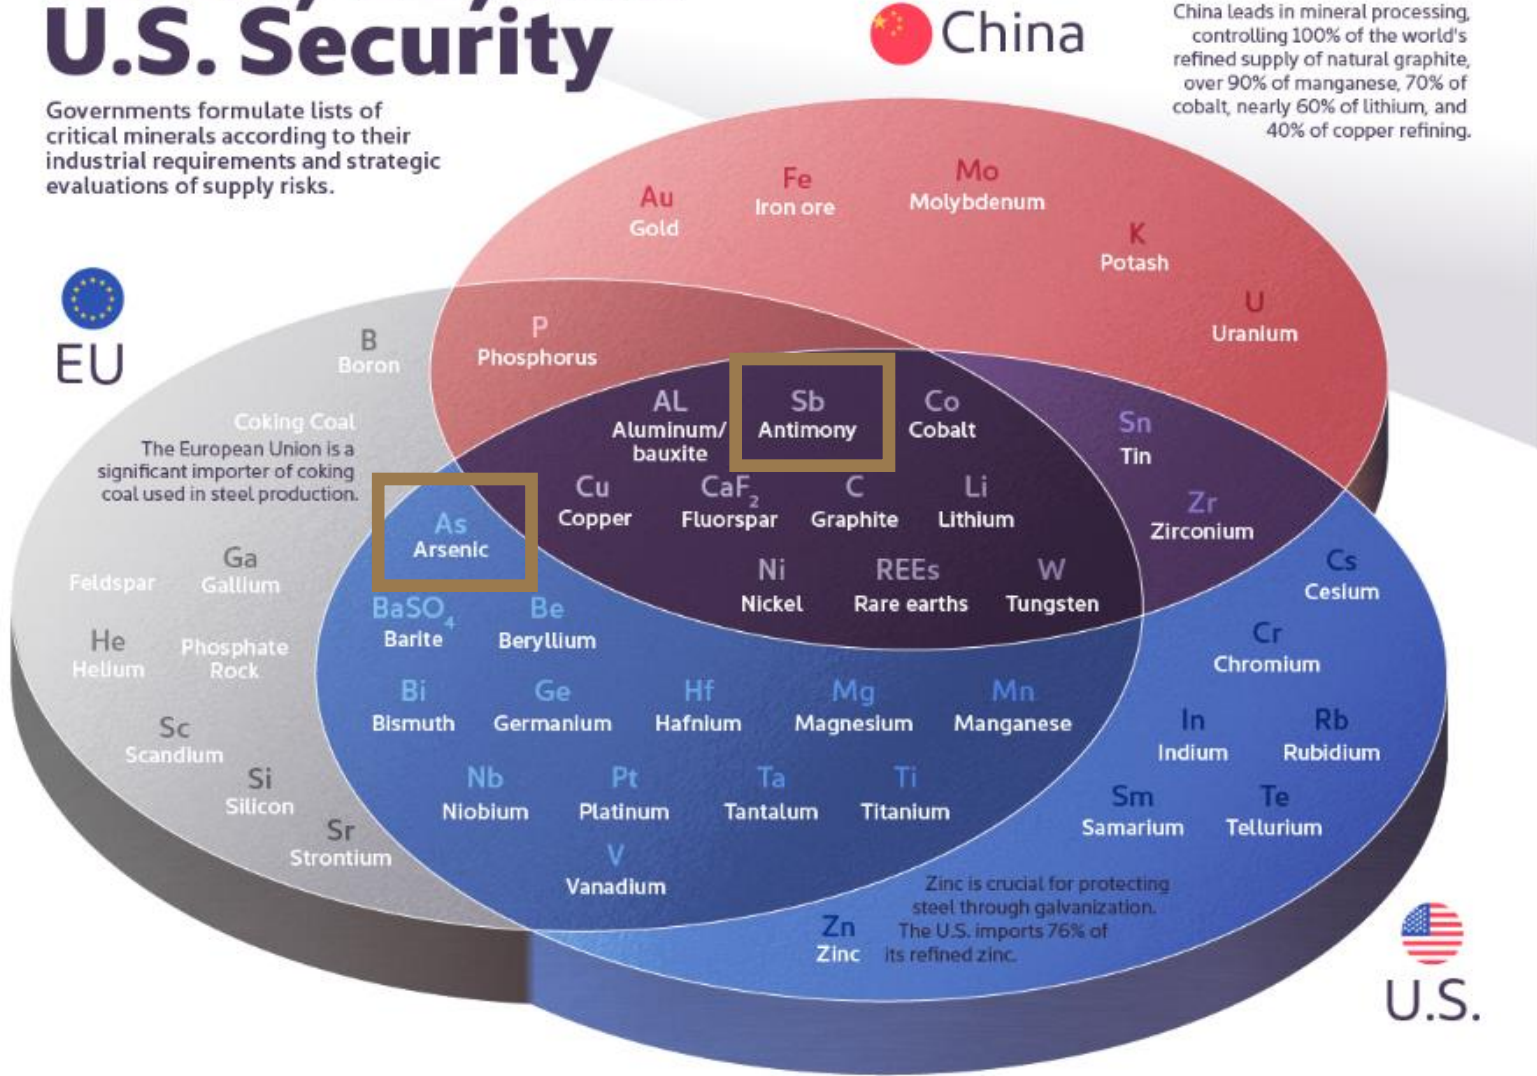 U.S. Security
Governments formulate lists of
critical minerals according to their
industrial requirements and strategic
evaluations of supply risks.
China
China leads in mineral processing,
controlling 100% of the world's
refined supply of natural graphite,
over 90% of manganese, 70% of
cobalt, nearly 60% of lithium, and
40% of copper refining.
Au
Gold
Fe
Iron ore
Mo
Molybdenum
K
Potash
U
Uranium
EU
B
Boron
P
Phosphorus
Coking Coal
The European Union is a
significant importer of coking
coal used in steel production.
AL
Aluminum/
bauxite
Sb
Antimony
Co
Cobalt
Sn
Tin
As
Arsenic
Cu
Copper
CaF₂
Fluorspar
C
Graphite
Li
Lithium
Zr
Zirconium
Feldspar
Ga
Gallium
Ni
Nickel
REEs
Rare earths
W
Tungsten
Cs
Cesium
He
Helium
Phosphate
Rock
BaSO₄
Barite
Be
Beryllium
Cr
Chromium
Bi
Bismuth
Ge
Germanium
Hf
Hafnium
Mg
Magnesium
Mn
Manganese
Sc
Scandium
In
Indium
Rb
Rubidium
Si
Silicon
Nb
Niobium
Pt
Platinum
Ta
Tantalum
Ti
Titanium
Sm
Samarium
Te
Tellurium
Sr
Strontium
V
Vanadium
Zn
Zinc
Zinc is crucial for protecting
steel through galvanization.
The U.S. imports 76% of
its refined zinc.
U.S.